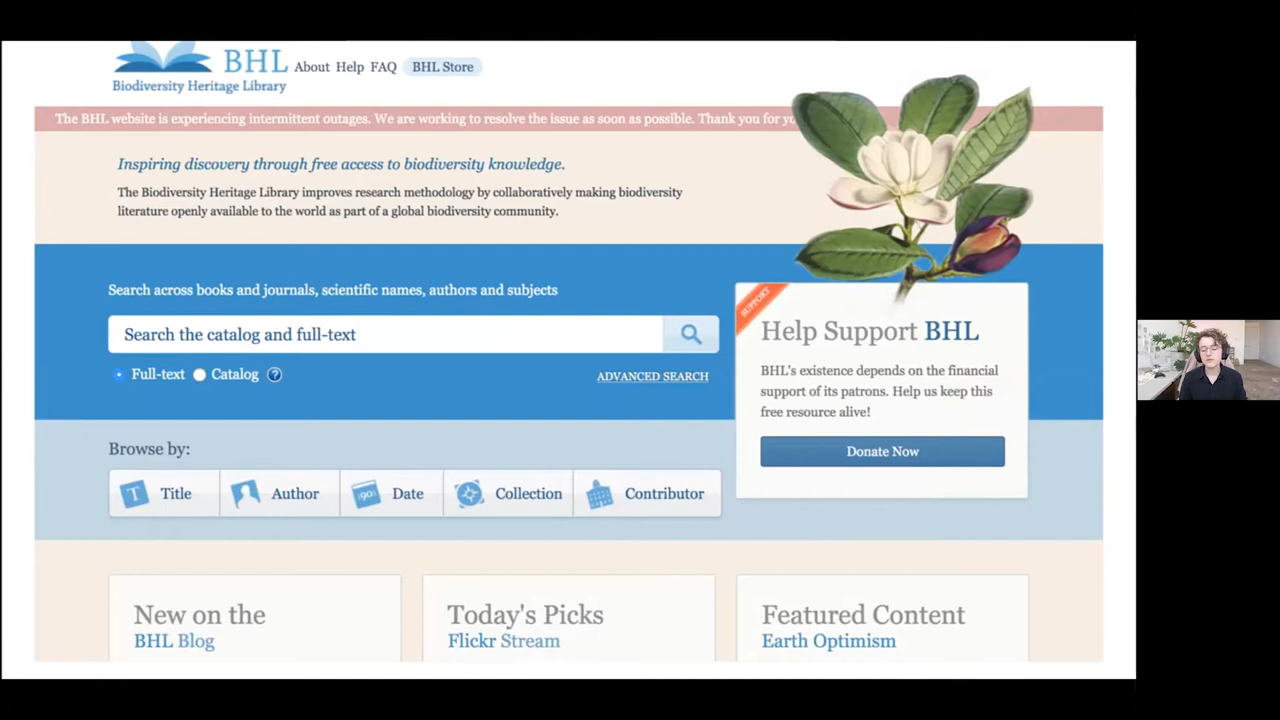 BHL
Biodiversity Heritage Library
About Help FAQ BHL Store
The BHL website is experiencing intermittent outages. We are working to resolve the issue as soon as possible. Thank you for
Inspiring discovery through free access to biodiversity knowledge.
The Biodiversity Heritage Library improves research methodology by collaboratively making biodiversity
literature openly available to the world as part of a global biodiversity community.
Search across books and journals, scientific names, authors and subjects
Search the catalog and full-text
Full-text Catalog ?
ADVANCED SEARCH
SUPPORT
Help Support BHL
BHL's existence depends on the financial
support of its patrons. Help us keep this
free resource alive!
Donate Now
Browse by:
T Title Author 90 Date Collection Contributor
New on the
BHL Blog
Today's Picks
Flickr Stream
Featured Content
Earth Optimism